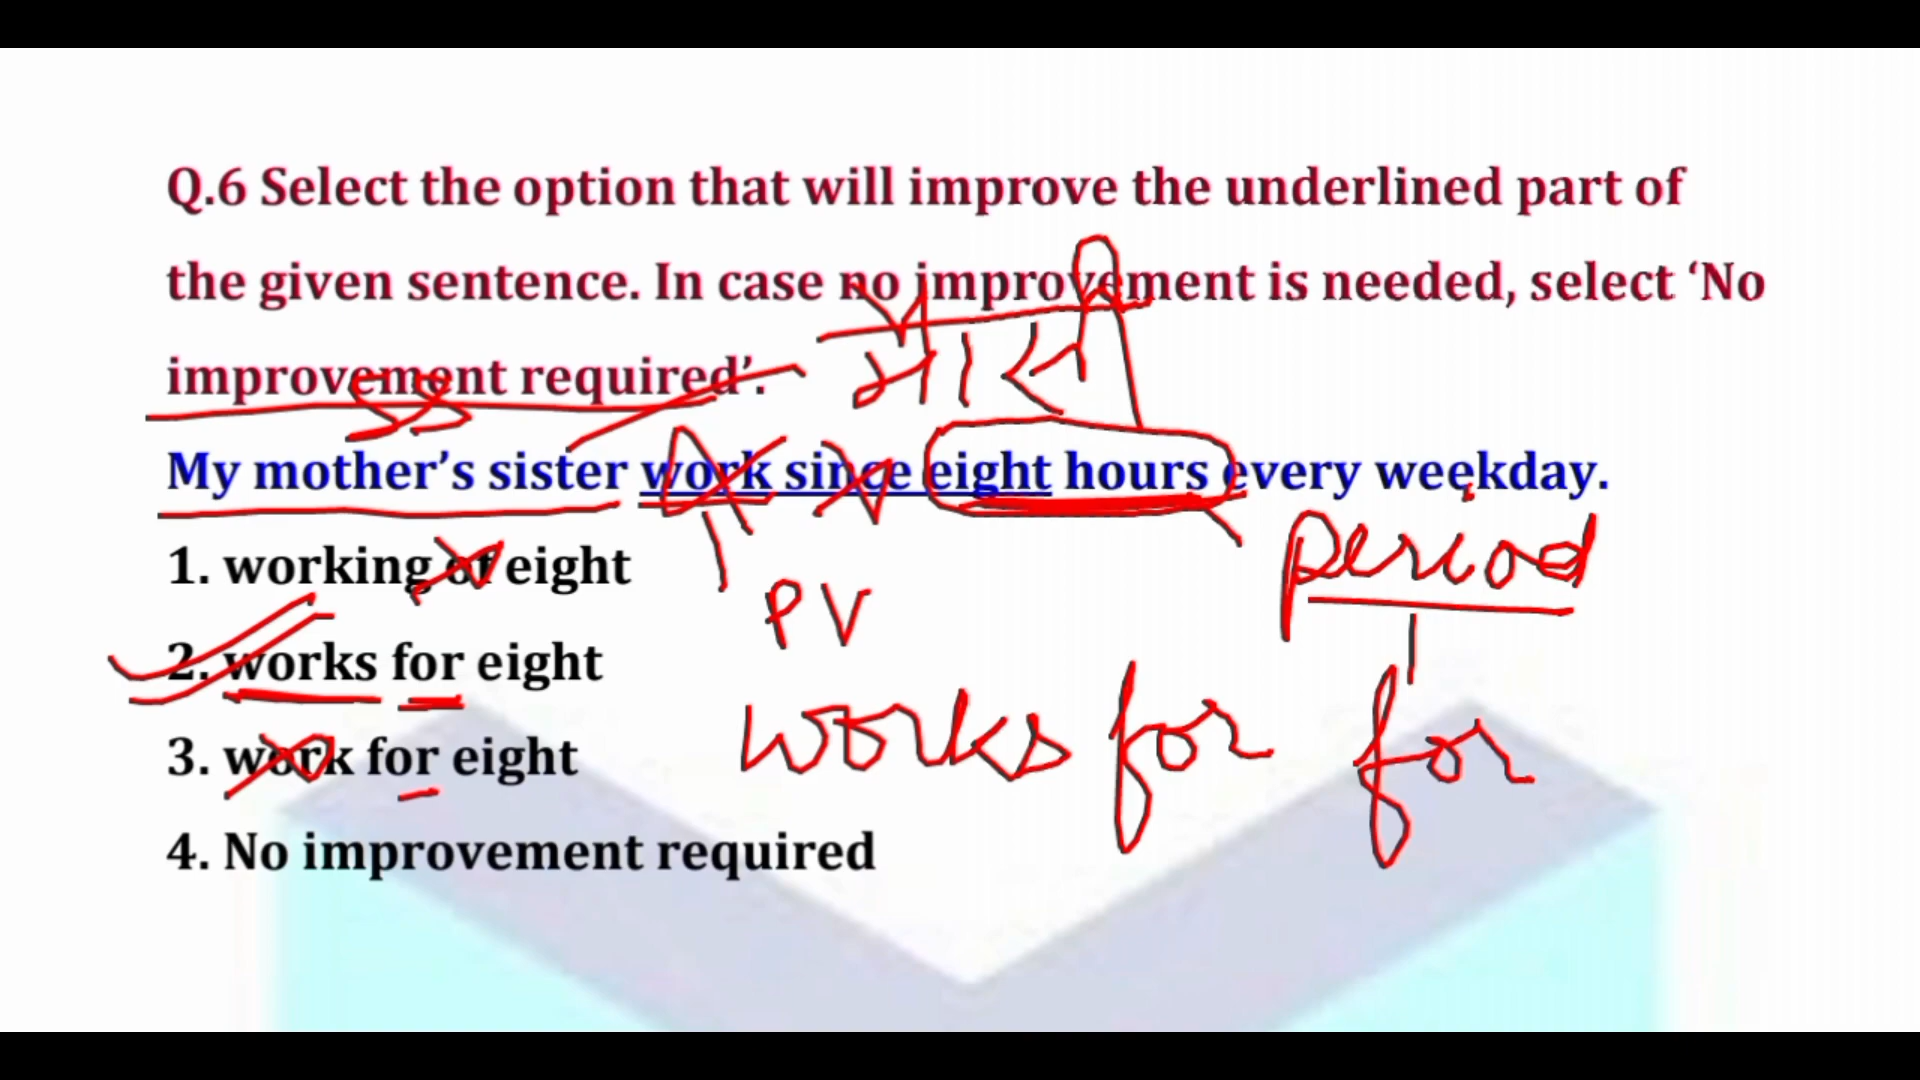 Q.6 Select the option that will improve the underlined part of
the given sentence. In case no improvement is needed, select ‘No
improvement required’.
SS
My mother’s sister work since eight hours every weekday.
1. working of eight
period
PV
2. works for eight
works for for
3. work for eight
4. No improvement required